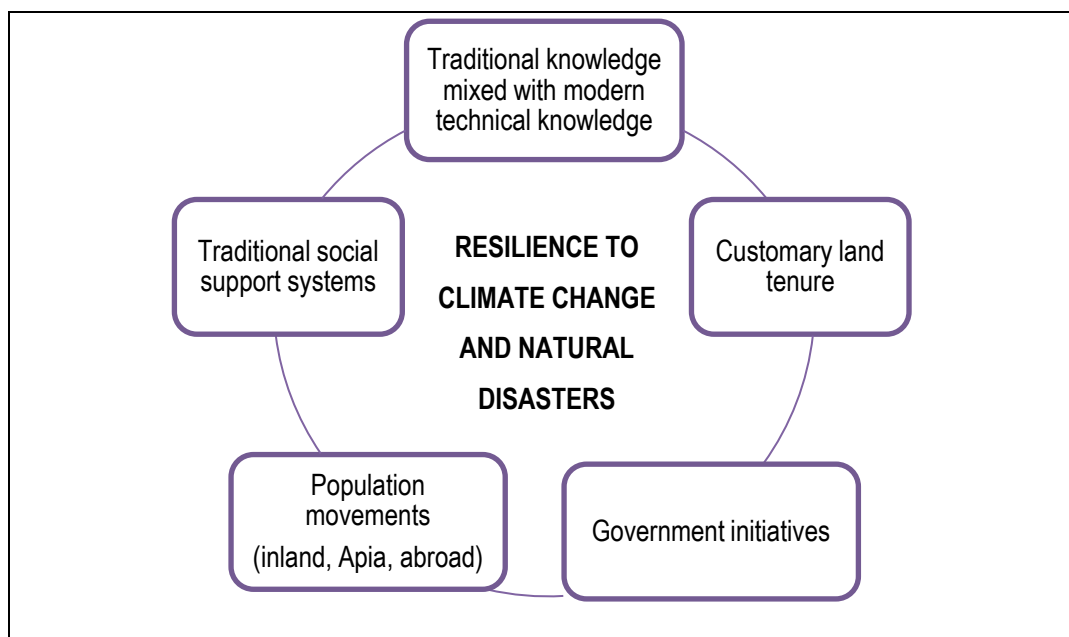 Traditional knowledge
mixed with modern
technical knowledge
Traditional social
support systems
RESILIENCE TO
CLIMATE CHANGE
AND NATURAL
DISASTERS
Customary land
tenure
Population
movements
(inland, Apia, abroad)
Government initiatives